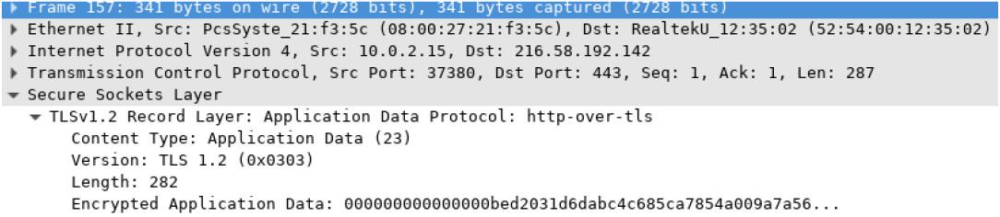 Frame 157: 341 bytes on wire (2728 bits), 341 bytes captured (2728 bits)
Ethernet II, Src: PcsSyste_21:f3:5c (08:00:27:21:f3:5c), Dst: RealtekU_12:35:02 (52:54:00:12:35:02)
Internet Protocol Version 4, Src: 10.0.2.15, Dst: 216.58.192.142
Transmission Control Protocol, Src Port: 37380, Dst Port: 443, Seq: 1, Ack: 1, Len: 287
Secure Sockets Layer
TLSv1.2 Record Layer: Application Data Protocol: http-over-tls
Content Type: Application Data (23)
Version: TLS 1.2 (0x0303)
Length: 282
Encrypted Application Data: 000000000000000bed2031d6dabc4c685ca7854a009a7a56...